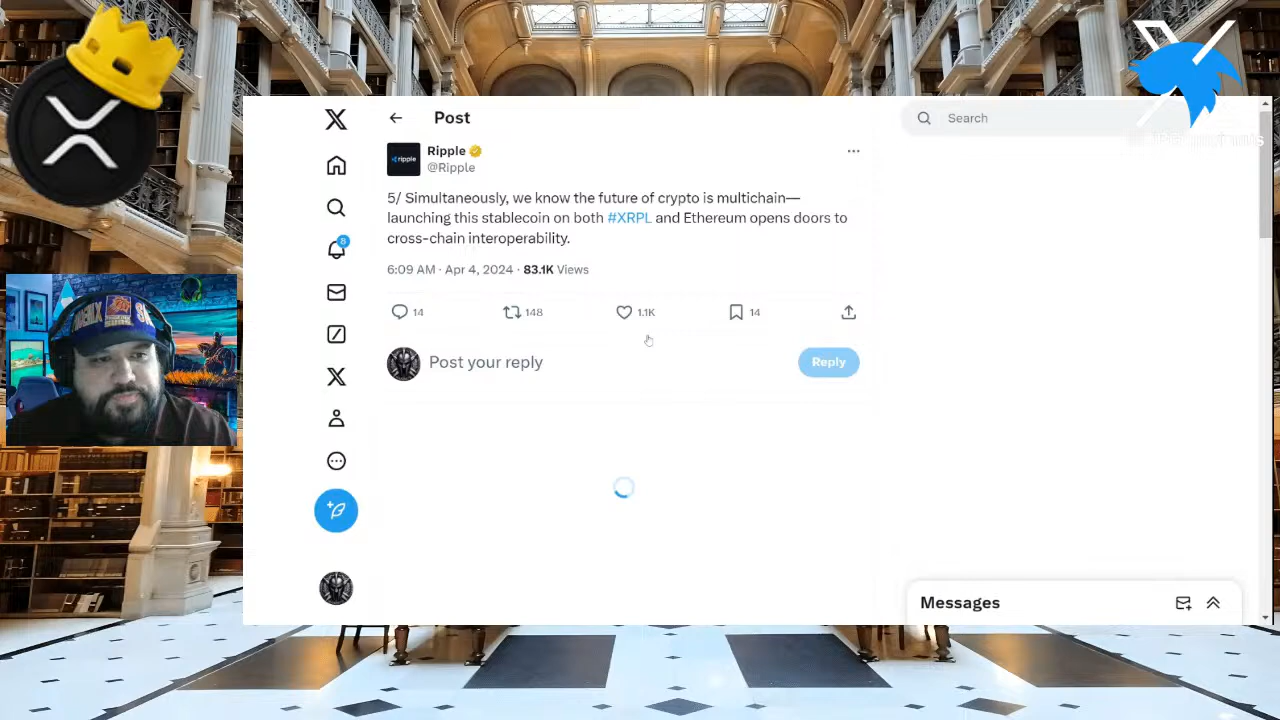 Post
Search
ripple
Ripple
@Ripple
5/ Simultaneously, we know the future of crypto is multichain—
launching this stablecoin on both #XRPL and Ethereum opens doors to
cross-chain interoperability.
6:09 AM · Apr 4, 2024 · 83.1K Views
8
14
148
1.1K
14
Post your reply
Reply
Messages